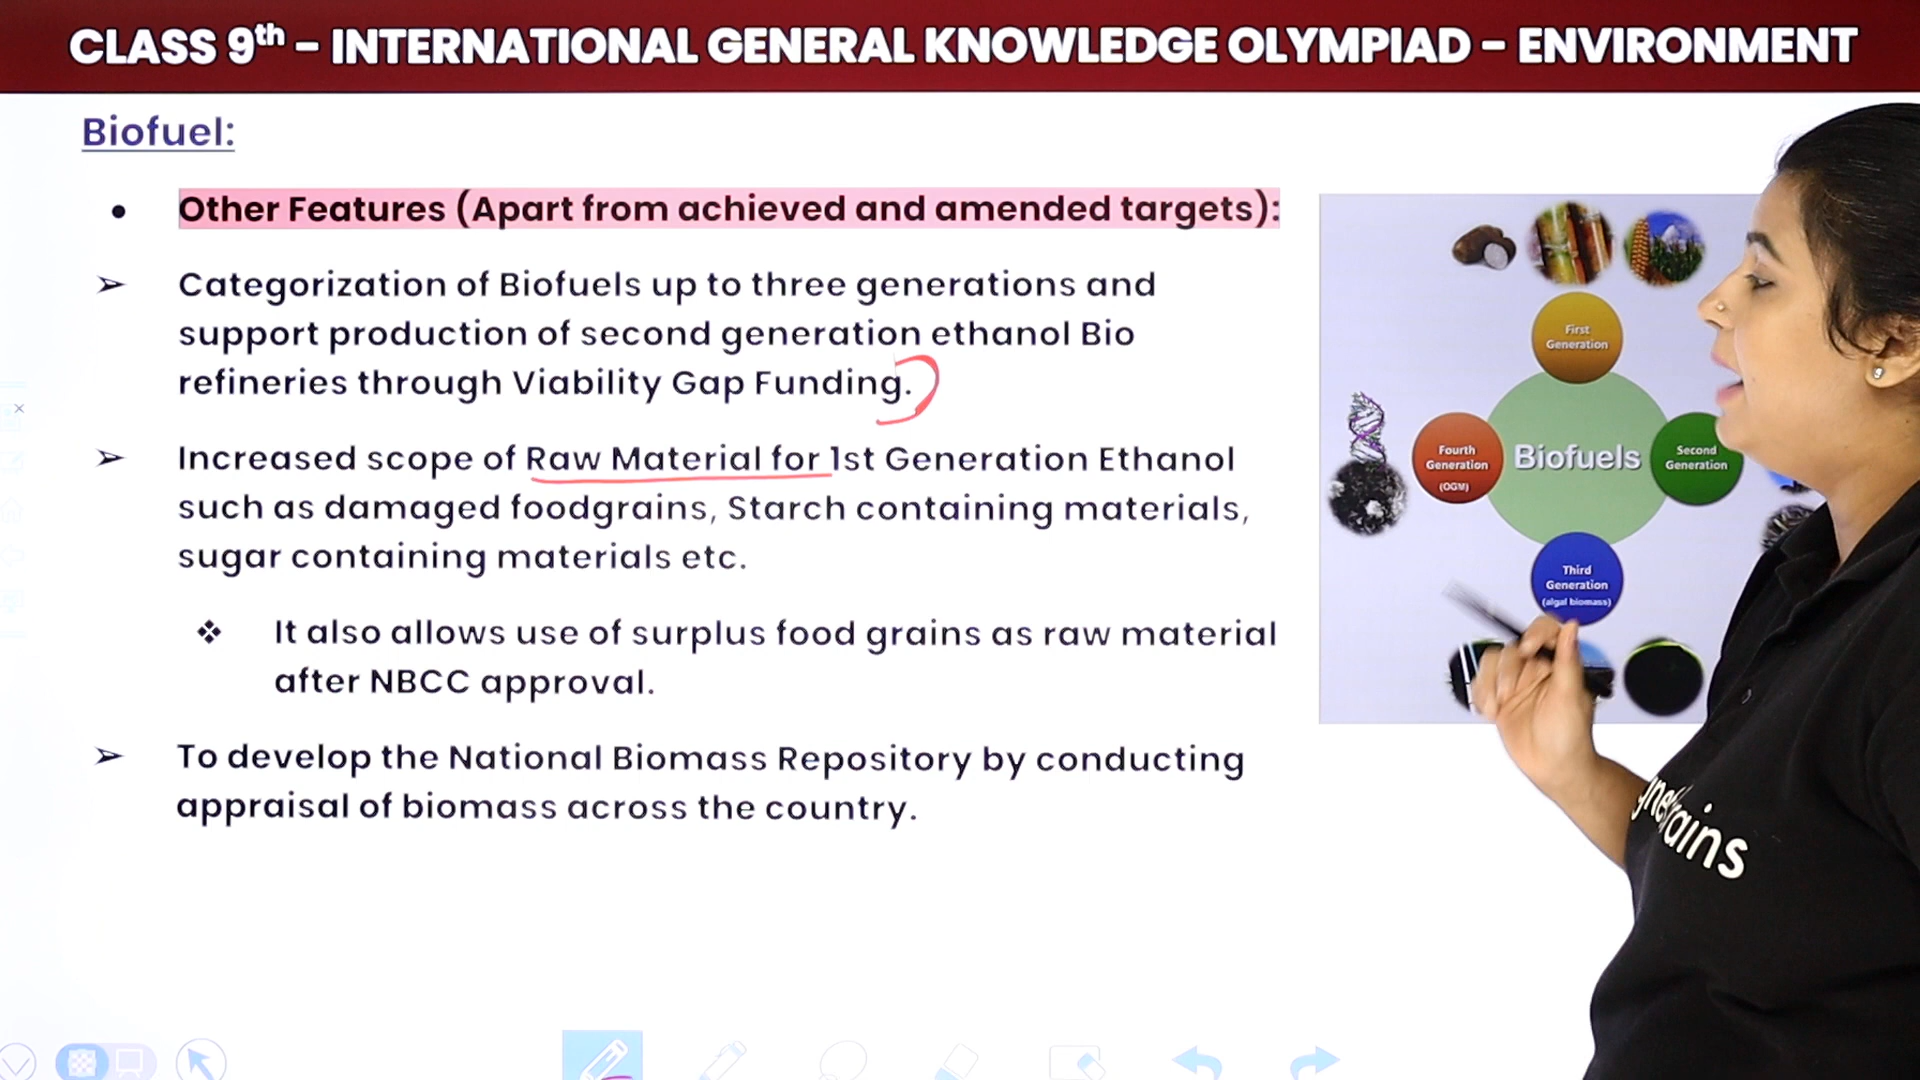 CLASS 9th - INTERNATIONAL GENERAL KNOWLEDGE OLYMPIAD - ENVIRONMENT
Biofuel:
• Other Features (Apart from achieved and amended targets):
➢ Categorization of Biofuels up to three generations and
support production of second generation ethanol Bio
refineries through Viability Gap Funding.
➢ Increased scope of Raw Material for 1st Generation Ethanol
such as damaged foodgrains, Starch containing materials,
sugar containing materials etc.
❖ It also allows use of surplus food grains as raw material
after NBCC approval.
➢ To develop the National Biomass Repository by conducting
appraisal of biomass across the country.
First
Generation
Fourth
Generation
(OGM)
Biofuels
Second
Generation
Third
Generation
(algal biomass)